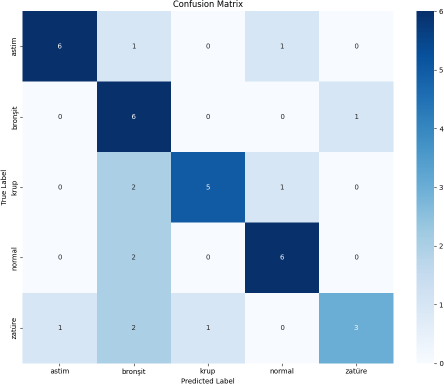 Confusion Matrix
True Label
astim
6 1 0 1 0
bronşit
0 6 0 0 1
krup
0 2 5 1 0
normal
0 2 0 6 0
zatüre
1 2 1 0 3
astim bronşit krup normal zatüre
Predicted Label
6
5
4
3
2
1
0